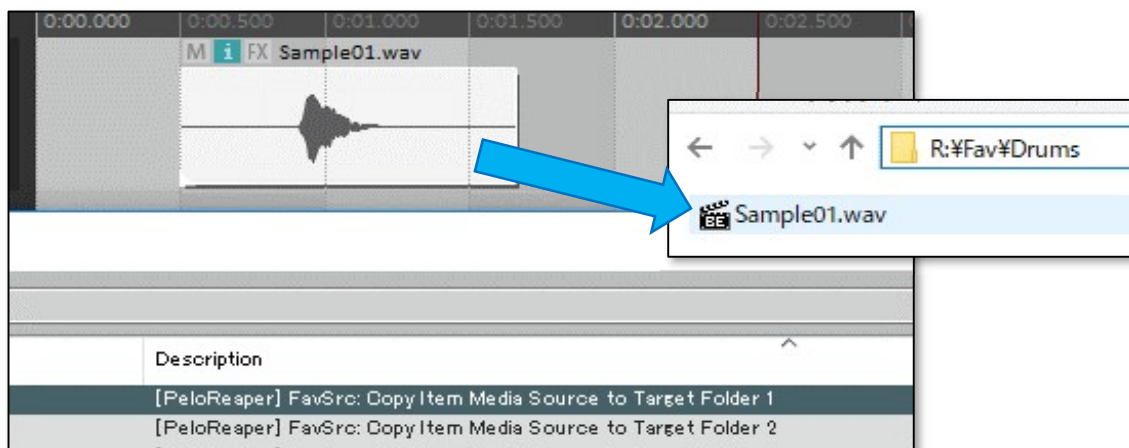 0:00.000 0:00.500 0:01.000 0:01.500 0:02.000 0:02.500
M i FX Sample01.wav
R:¥Fav¥Drums
BE Sample01.wav
Description
[PeloReaper] FavSrc: Copy Item Media Source to Target Folder 1
[PeloReaper] FavSrc: Copy Item Media Source to Target Folder 2